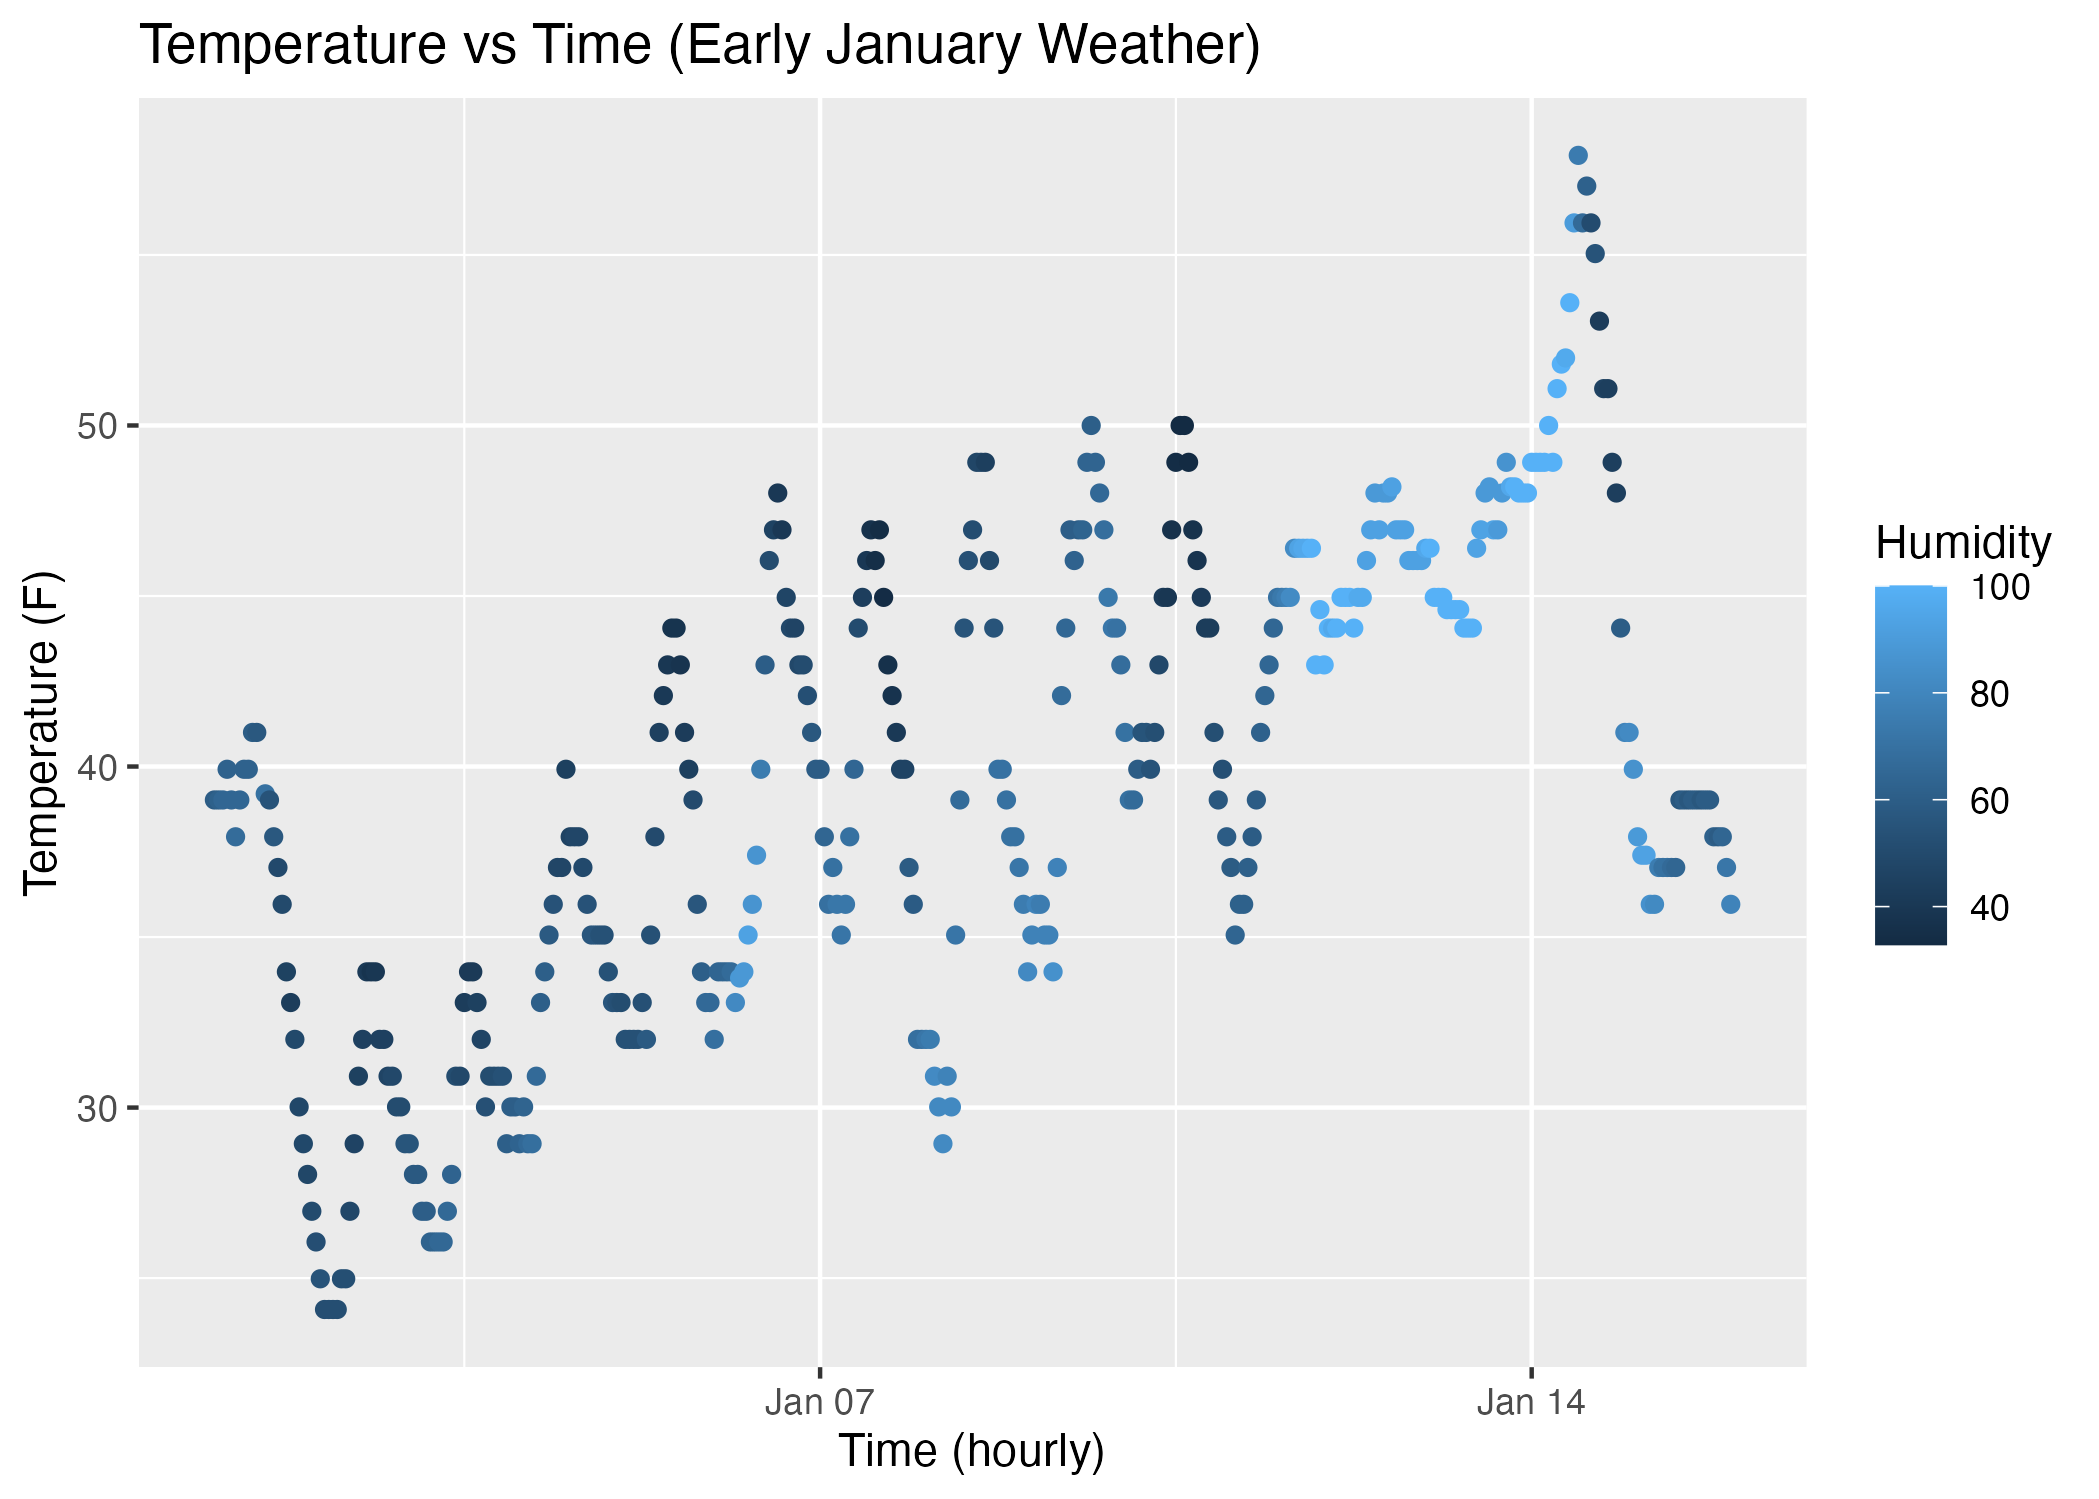 Temperature vs Time (Early January Weather)
Temperature (F)
50
40
30
Jan 07
Jan 14
Time (hourly)
Humidity
100
80
60
40